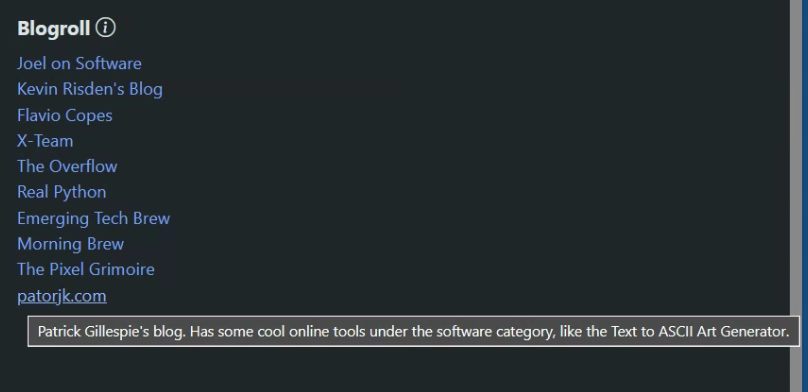 Blogroll
Joel on Software
Kevin Risden's Blog
Flavio Copes
X-Team
The Overflow
Real Python
Emerging Tech Brew
Morning Brew
The Pixel Grimoire
patorjk.com
Patrick Gillespie's blog. Has some cool online tools under the software category, like the Text to ASCII Art Generator.